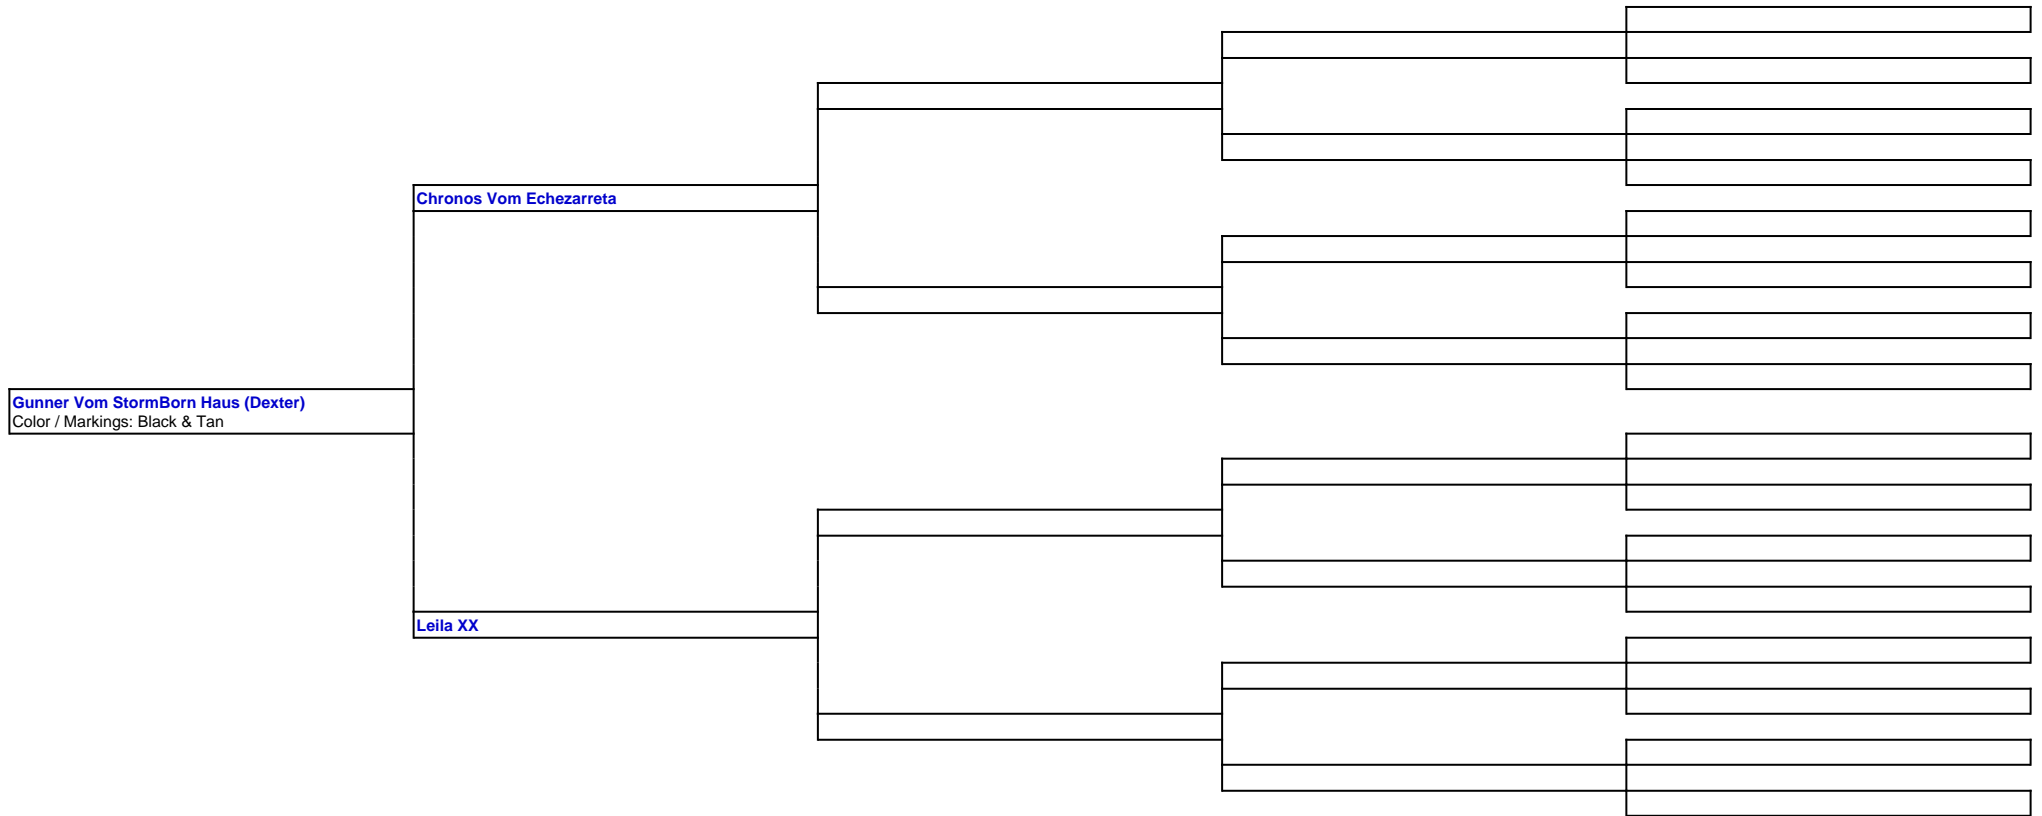 Chronos Vom Echezarreta
Gunner Vom StormBorn Haus (Dexter)
Color / Markings: Black & Tan
Leila XX